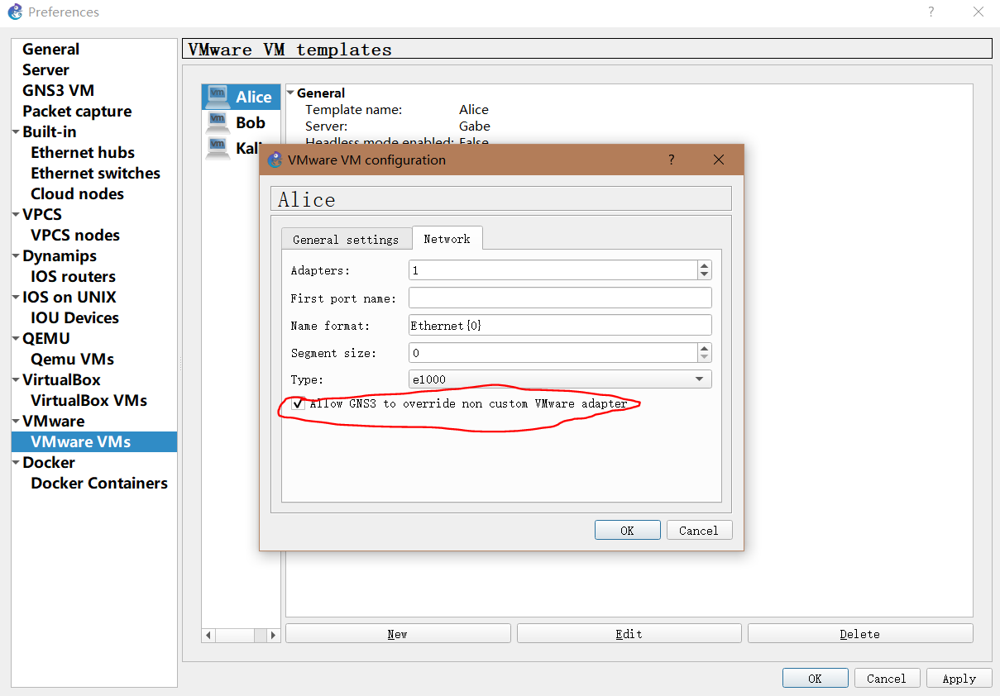 Preferences
?
General
Server
GNS3 VM
Packet capture
Built-in
Ethernet hubs
Ethernet switches
Cloud nodes
VPCS
VPCS nodes
Dynamips
IOS routers
IOS on UNIX
IOU Devices
QEMU
Qemu VMs
VirtualBox
VirtualBox VMs
VMware
VMware VMs
Docker
Docker Containers
VMware VM templates
vm Alice
vm Bob
vm Kali
General
Template name: Alice
Server: Gabe
Headless mode enabled: False
VMware VM configuration ?
Alice
General settings Network
Adapters: 1
First port name:
Name format: Ethernet{0}
Segment size: 0
Type: e1000
Allow GNS3 to override non custom VMware adapter
OK Cancel
New Edit Delete
OK Cancel Apply